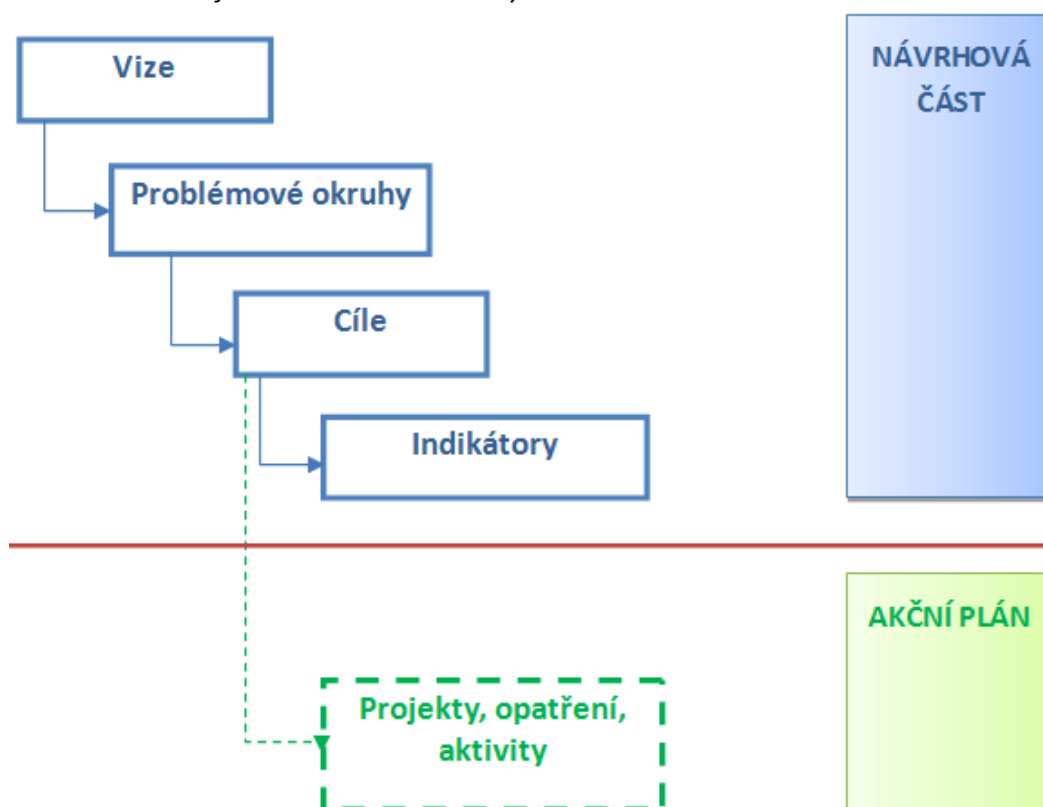 Vize
NÁVRHOVÁ
ČÁST
Problémové okruhy
Cíle
Indikátory
AKČNÍ PLÁN
Projekty, opatření,
aktivity